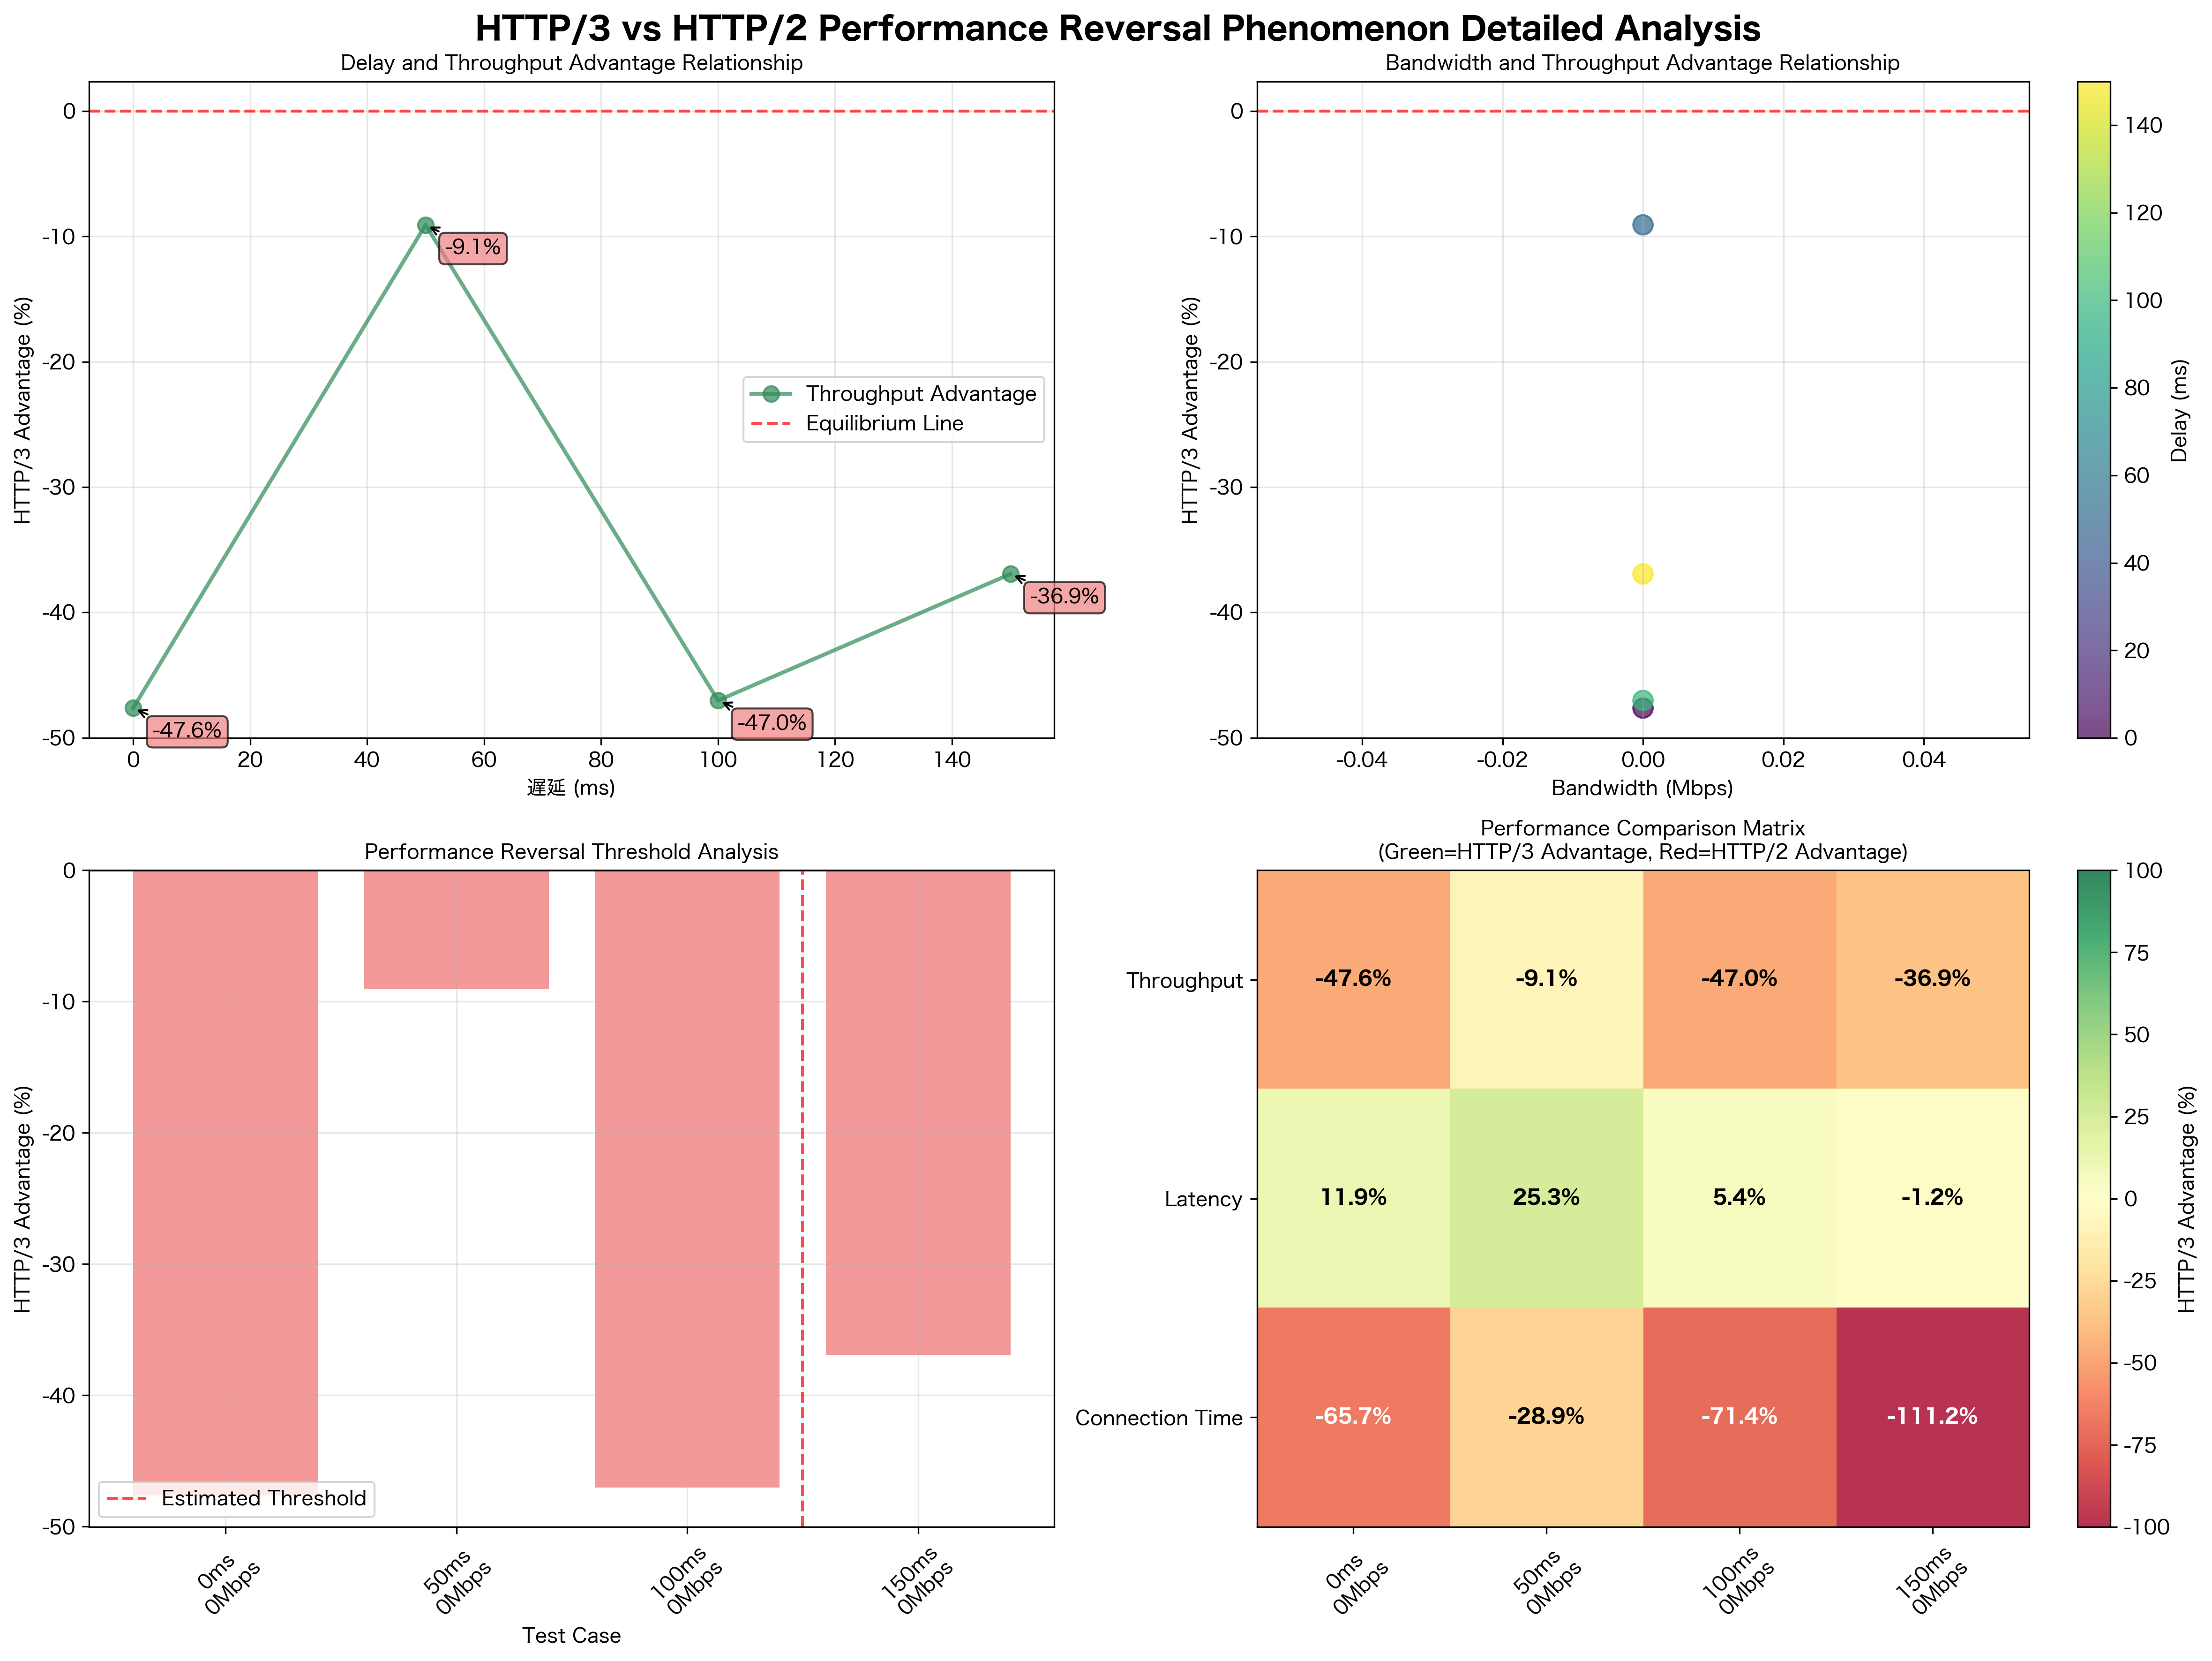 HTTP/3 vs HTTP/2 Performance Reversal Phenomenon Detailed Analysis
Delay and Throughput Advantage Relationship
HTTP/3 Advantage (%)
0
-10
-20
-30
-40
-50
-47.6%
-9.1%
-47.0%
-36.9%
Throughput Advantage
Equilibrium Line
0
20
40
60
80
100
120
140
遅延 (ms)
Bandwidth and Throughput Advantage Relationship
HTTP/3 Advantage (%)
0
-10
-20
-30
-40
-50
-0.04
-0.02
0.00
0.02
0.04
Bandwidth (Mbps)
140
120
100
80
60
40
20
0
Delay (ms)
Performance Reversal Threshold Analysis
HTTP/3 Advantage (%)
0
-10
-20
-30
-40
-50
Estimated Threshold
0ms
0Mbps
50ms
0Mbps
100ms
0Mbps
150ms
0Mbps
Test Case
Performance Comparison Matrix
(Green=HTTP/3 Advantage, Red=HTTP/2 Advantage)
Throughput
-47.6%
-9.1%
-47.0%
-36.9%
Latency
11.9%
25.3%
5.4%
-1.2%
Connection Time
-65.7%
-28.9%
-71.4%
-111.2%
0ms
0Mbps
50ms
0Mbps
100ms
0Mbps
150ms
0Mbps
100
75
50
25
0
-25
-50
-75
-100
HTTP/3 Advantage (%)